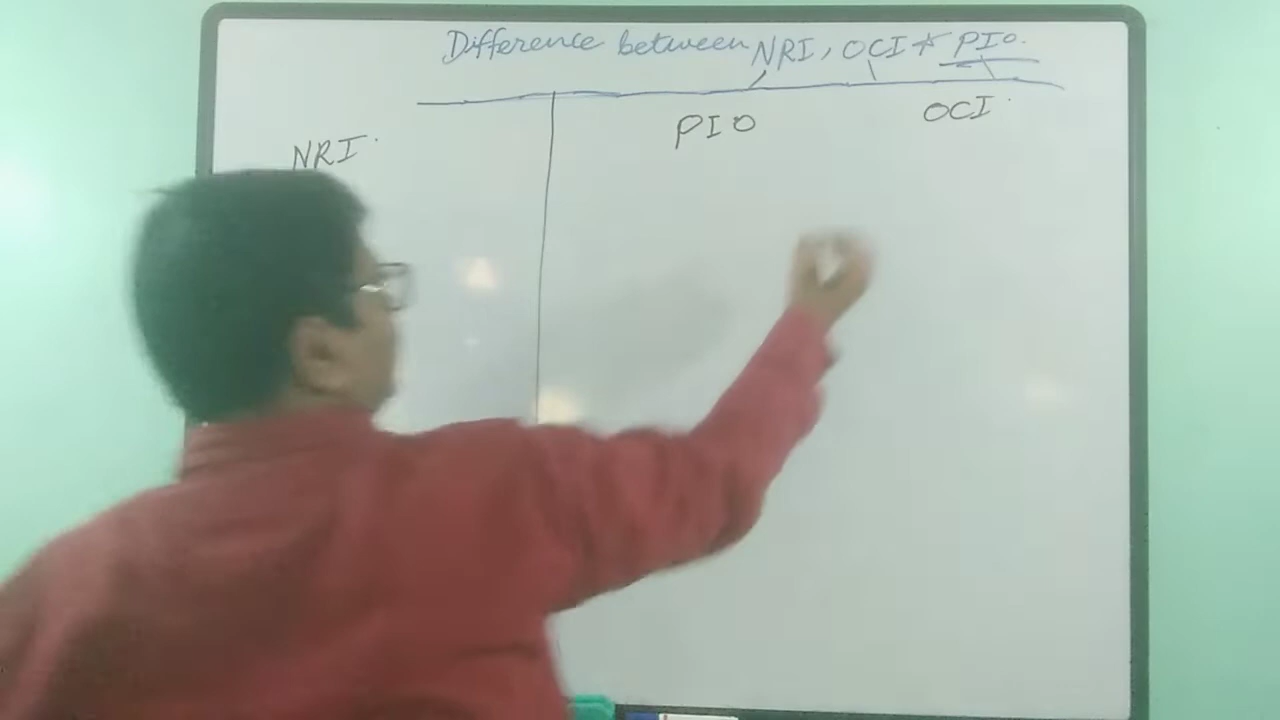 Difference between NRI, OCI & PIO.
NRI.
PIO
OCI.